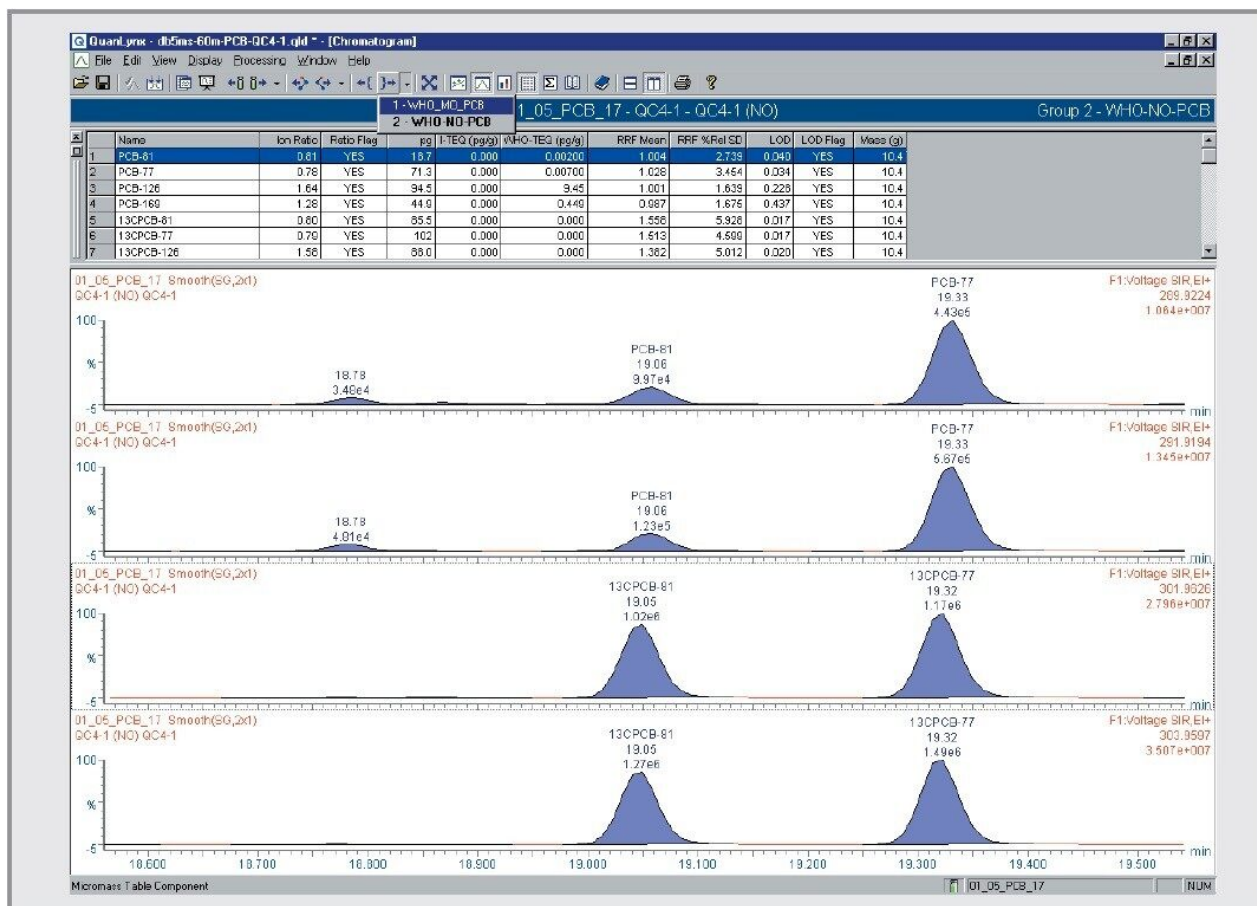 QuanLynx - db5ms-60m-PCB-QC4-1.qld * - [Chromatogram]
File Edit View Display Processing Window Help
1 - WHO_MO_PCB
2 - WHO-NO-PCB
1_05_PCB_17 - QC4-1 - QC4-1 (NO) Group 2 - WHO-NO-PCB
Name Ion Ratio Ratio Flag pg I-TEQ (pg/g) WHO-TEQ (pg/g) RRF Mean RRF %Rel SD LOD LOD Flag Mass (g)
1 PCB-81 0.81 YES 16.7 0.000 0.00200 1.004 2.739 0.040 YES 10.4
2 PCB-77 0.78 YES 71.3 0.000 0.00700 1.028 3.454 0.034 YES 10.4
3 PCB-126 1.64 YES 94.5 0.000 9.45 1.001 1.639 0.226 YES 10.4
4 PCB-169 1.28 YES 44.9 0.000 0.449 0.987 1.675 0.437 YES 10.4
5 13CPCB-81 0.80 YES 85.5 0.000 0.000 1.558 5.928 0.017 YES 10.4
6 13CPCB-77 0.79 YES 102 0.000 0.000 1.513 4.599 0.017 YES 10.4
7 13CPCB-126 1.56 YES 88.0 0.000 0.000 1.382 5.012 0.020 YES 10.4
01_05_PCB_17 Smooth(SG,2x1) PCB-77 F1:Voltage SIR,EI+
QC4-1 (NO) QC4-1 19.33 289.9224
4.43e5 1.064e+007
100
PCB-81
% 19.06
18.78 9.97e4
3.48e4
-5 min
01_05_PCB_17 Smooth(SG,2x1) PCB-77 F1:Voltage SIR,EI+
QC4-1 (NO) QC4-1 19.33 291.9194
5.67e5 1.345e+007
100
PCB-81
% 19.06
18.78 1.23e5
4.81e4
-5 min
01_05_PCB_17 Smooth(SG,2x1) 13CPCB-81 13CPCB-77 F1:Voltage SIR,EI+
QC4-1 (NO) QC4-1 19.05 19.32 301.9626
1.02e6 1.17e6 2.796e+007
100
%
-5 min
01_05_PCB_17 Smooth(SG,2x1) 13CPCB-81 13CPCB-77 F1:Voltage SIR,EI+
QC4-1 (NO) QC4-1 19.05 19.32 303.9597
1.27e6 1.49e6 3.507e+007
100
%
-5 min
18.600 18.700 18.800 18.900 19.000 19.100 19.200 19.300 19.400 19.500
Micromass Table Component 01_05_PCB_17 NUM